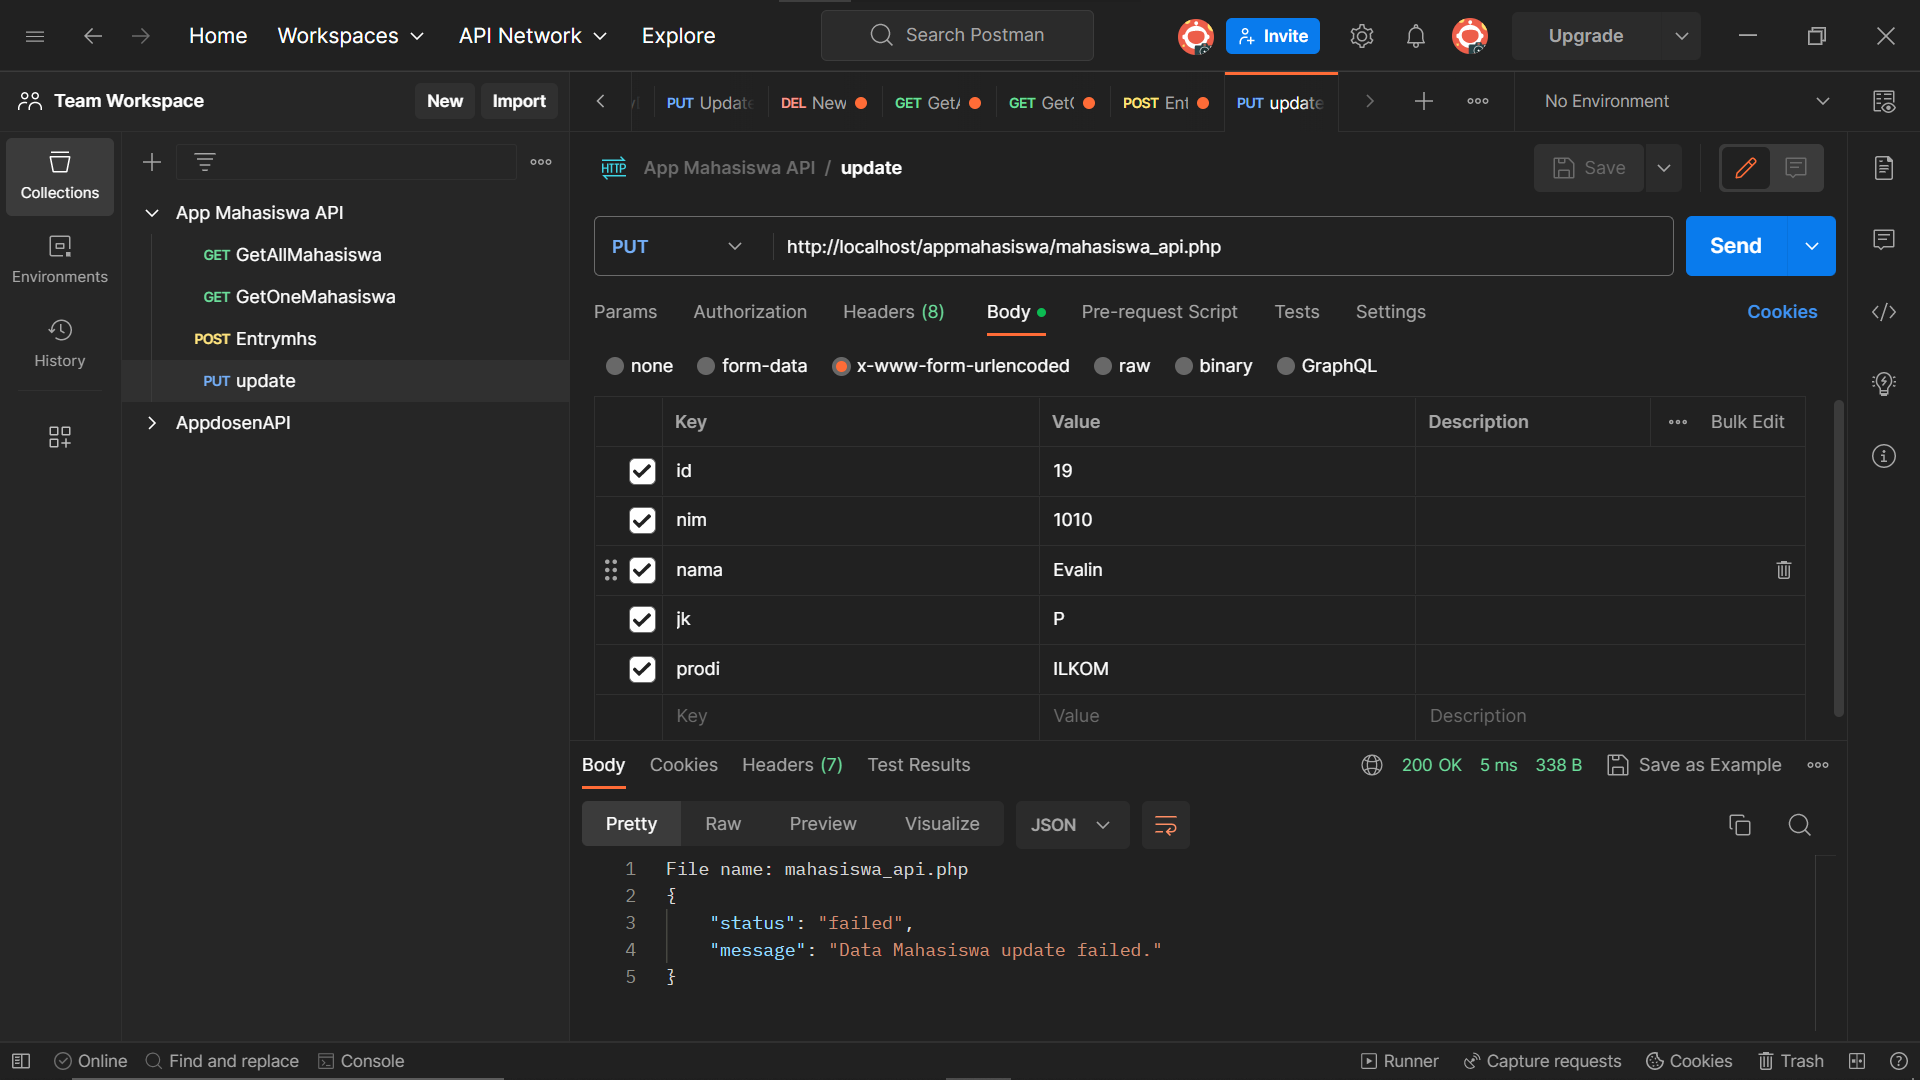 Home Workspaces API Network Explore Search Postman Invite Upgrade
Team Workspace New Import
PUT Update DEL New GET GetA GET GetO POST Ent PUT update No Environment
Collections
Environments
History
App Mahasiswa API
GET GetAllMahasiswa
GET GetOneMahasiswa
POST Entrymhs
PUT update
AppdosenAPI
HTTP App Mahasiswa API / update Save
PUT http://localhost/appmahasiswa/mahasiswa_api.php Send
Params Authorization Headers (8) Body Pre-request Script Tests Settings Cookies
none form-data x-www-form-urlencoded raw binary GraphQL
Key Value Description Bulk Edit
id 19
nim 1010
nama Evalin
jk P
prodi ILKOM
Key Value Description
Body Cookies Headers (7) Test Results 200 OK 5 ms 338 B Save as Example
Pretty Raw Preview Visualize JSON
1 File name: mahasiswa_api.php
2 {
3 "status": "failed",
4 "message": "Data Mahasiswa update failed."
5 }
Online Find and replace Console Runner Capture requests Cookies Trash